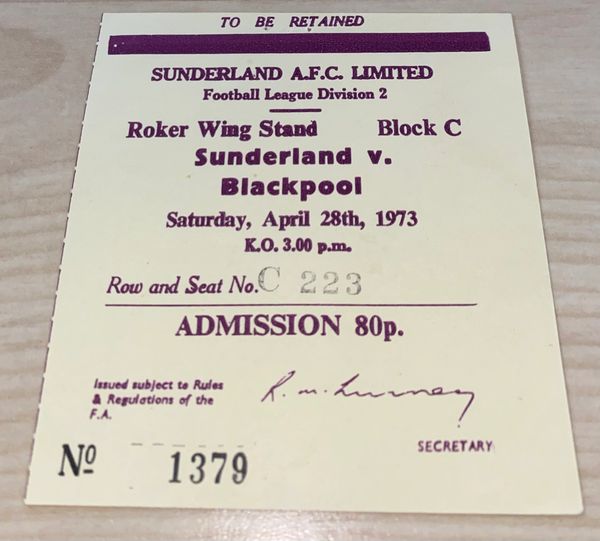 TO BE RETAINED
SUNDERLAND A.F.C. LIMITED
Football League Division 2
Roker Wing Stand Block C
Sunderland v.
Blackpool
Saturday, April 28th, 1973
K.O. 3.00 p.m.
Row and Seat No. C 223
ADMISSION 80p.
Issued subject to Rules
& Regulations of the
F.A.
SECRETARY
Nº 1379